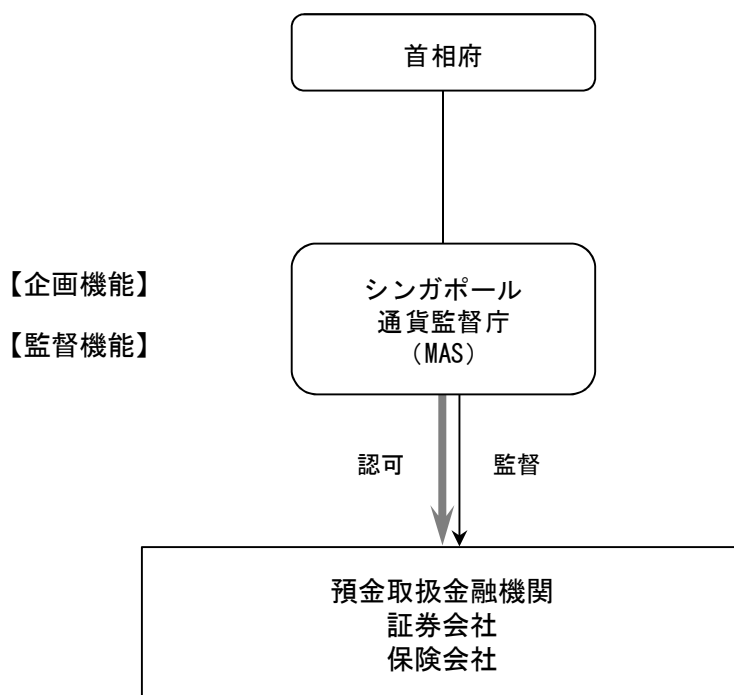 首相府
【企画機能】
【監督機能】
シンガポール
通貨監督庁
（MAS）
認可
監督
預金取扱金融機関
証券会社
保険会社